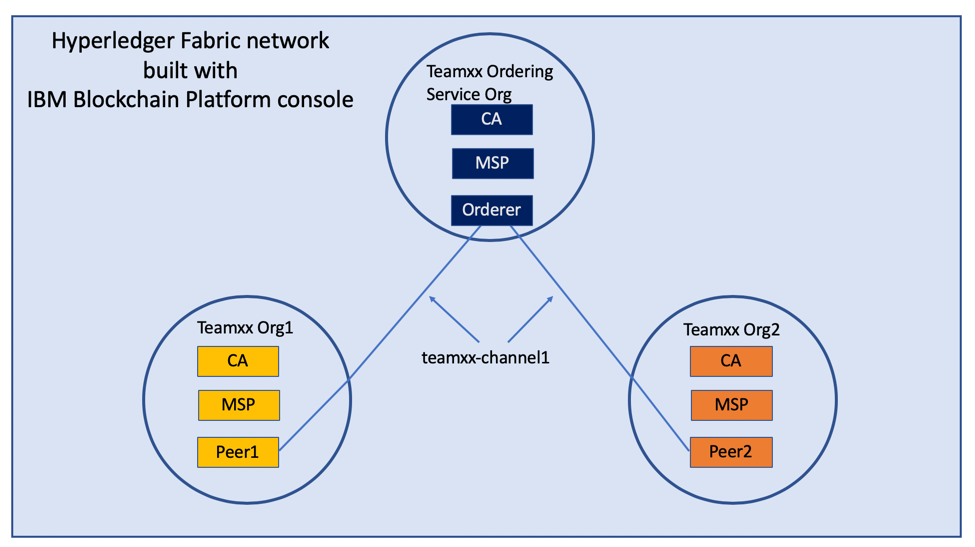 Hyperledger Fabric network
built with
IBM Blockchain Platform console
Teamxx Ordering
Service Org
CA
MSP
Orderer
teamxx-channel1
Teamxx Org1
CA
MSP
Peer1
Teamxx Org2
CA
MSP
Peer2